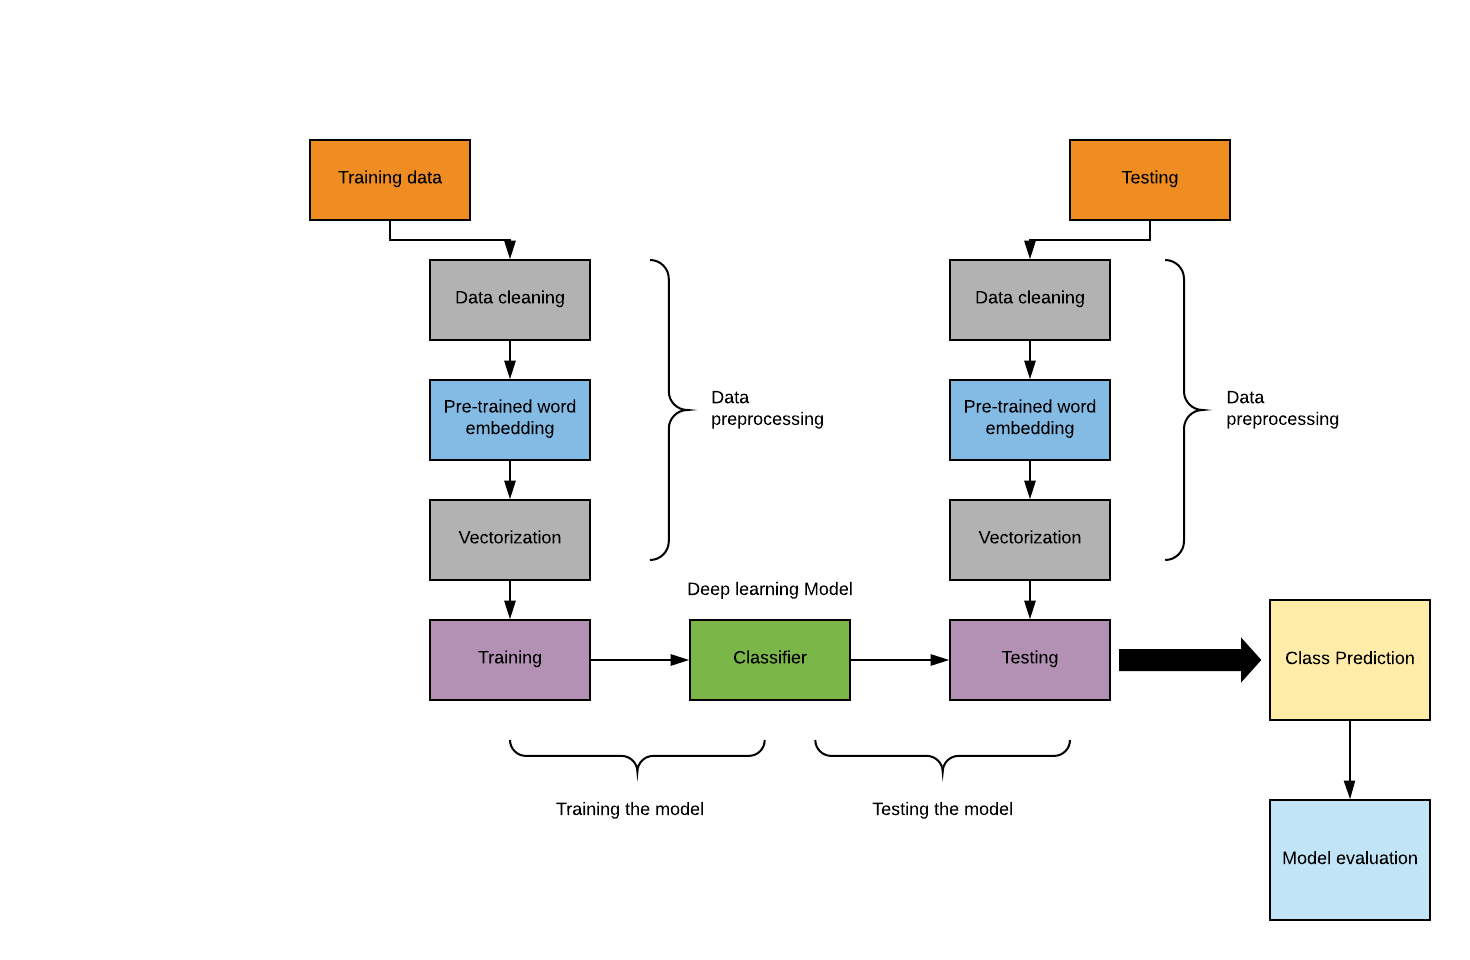 Training data
Testing
Data cleaning
Data cleaning
Pre-trained word
embedding
Data
preprocessing
Pre-trained word
embedding
Data
preprocessing
Vectorization
Vectorization
Deep learning Model
Training
Classifier
Testing
Class Prediction
Training the model
Testing the model
Model evaluation